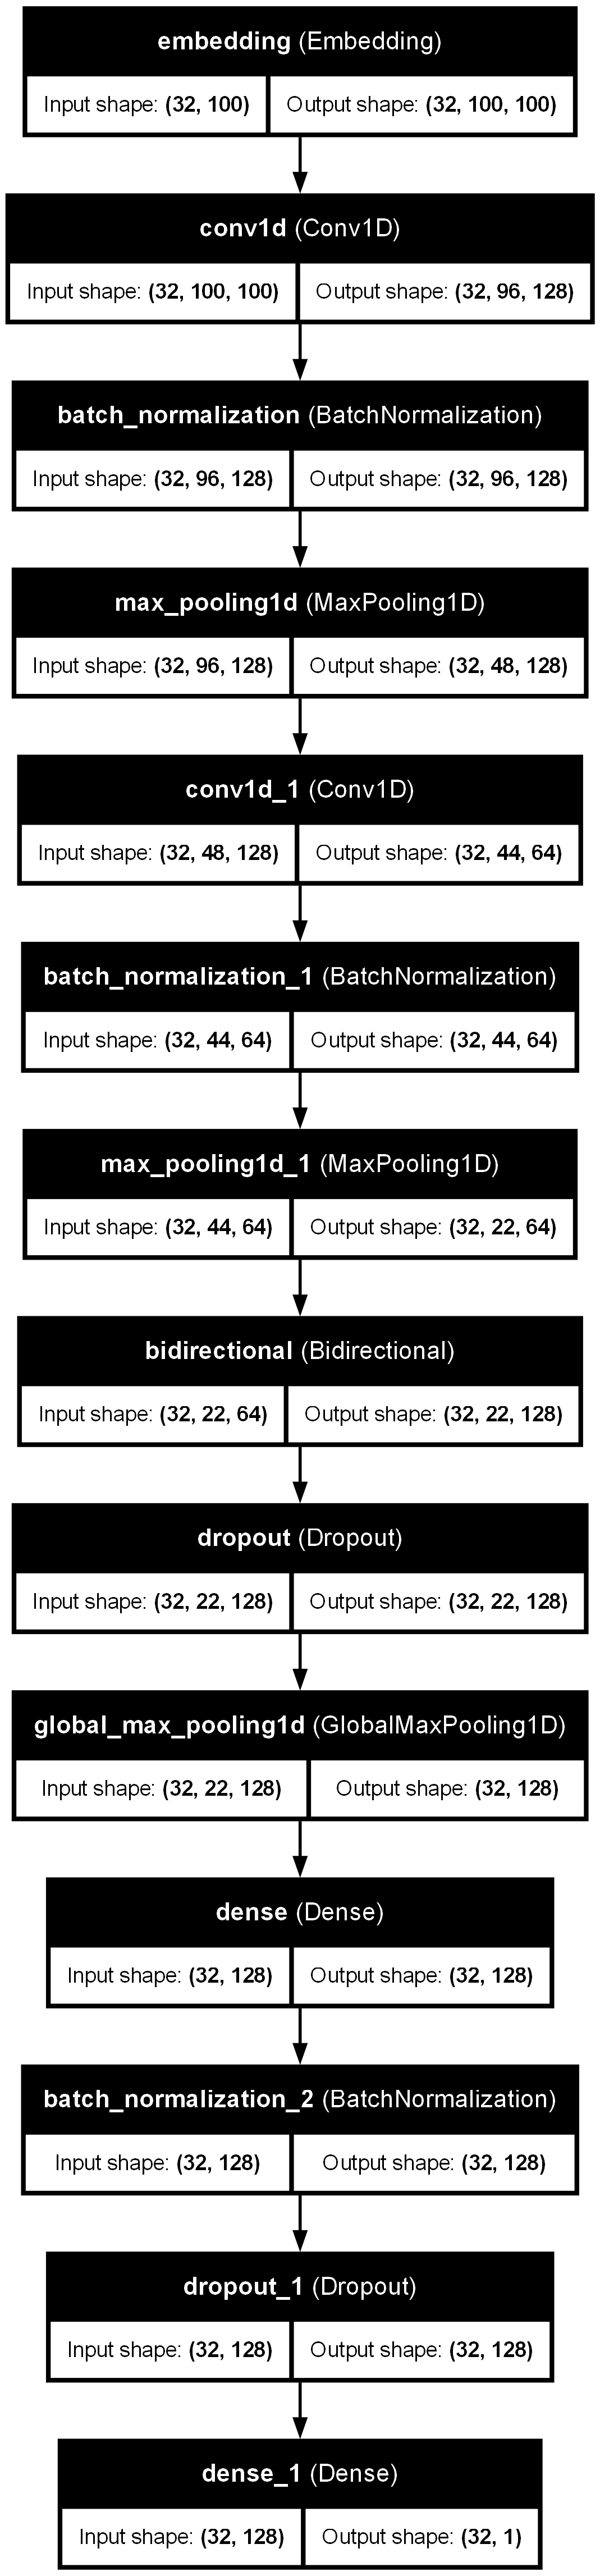 embedding (Embedding)
Input shape: (32, 100) Output shape: (32, 100, 100)
conv1d (Conv1D)
Input shape: (32, 100, 100) Output shape: (32, 96, 128)
batch_normalization (BatchNormalization)
Input shape: (32, 96, 128) Output shape: (32, 96, 128)
max_pooling1d (MaxPooling1D)
Input shape: (32, 96, 128) Output shape: (32, 48, 128)
conv1d_1 (Conv1D)
Input shape: (32, 48, 128) Output shape: (32, 44, 64)
batch_normalization_1 (BatchNormalization)
Input shape: (32, 44, 64) Output shape: (32, 44, 64)
max_pooling1d_1 (MaxPooling1D)
Input shape: (32, 44, 64) Output shape: (32, 22, 64)
bidirectional (Bidirectional)
Input shape: (32, 22, 64) Output shape: (32, 22, 128)
dropout (Dropout)
Input shape: (32, 22, 128) Output shape: (32, 22, 128)
global_max_pooling1d (GlobalMaxPooling1D)
Input shape: (32, 22, 128) Output shape: (32, 128)
dense (Dense)
Input shape: (32, 128) Output shape: (32, 128)
batch_normalization_2 (BatchNormalization)
Input shape: (32, 128) Output shape: (32, 128)
dropout_1 (Dropout)
Input shape: (32, 128) Output shape: (32, 128)
dense_1 (Dense)
Input shape: (32, 128) Output shape: (32, 1)